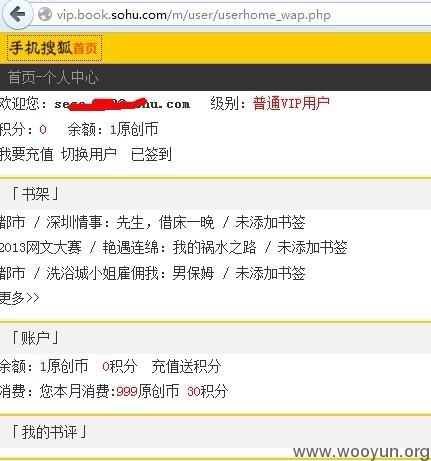 vip.book.sohu.com/m/user/userhome_wap.php
手机搜狐首页
首页-个人中心
欢迎您： .com 级别：普通VIP用户
积分：0 余额：1原创币
我要充值 切换用户 已签到
「书架」
都市 / 深圳情事：先生，借床一晚 / 未添加书签
2013网文大赛 / 艳遇连绵：我的祸水之路 / 未添加书签
都市 / 洗浴城小姐雇佣我：男保姆 / 未添加书签
更多>>
「账户」
余额：1原创币 0积分 充值送积分
消费：您本月消费:999原创币 30积分
「我的书评」
www.wooyun.org